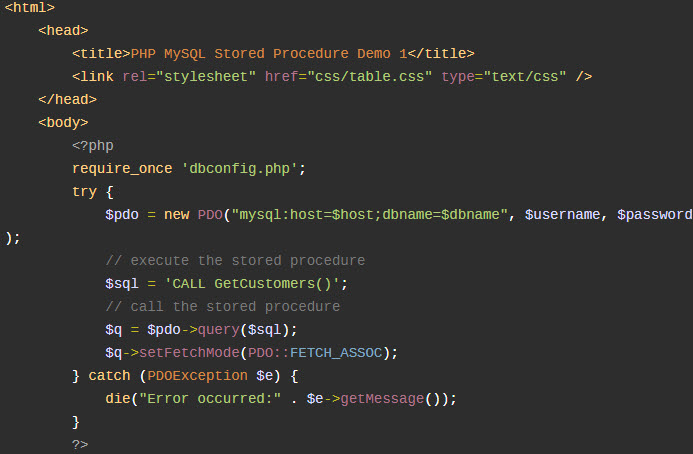 <html>
    <head>
        <title>PHP MySQL Stored Procedure Demo 1</title>
        <link rel="stylesheet" href="css/table.css" type="text/css" />
    </head>
    <body>
        <?php
        require_once 'dbconfig.php';
        try {
            $pdo = new PDO("mysql:host=$host;dbname=$dbname", $username, $password
);
            // execute the stored procedure
            $sql = 'CALL GetCustomers()';
            // call the stored procedure
            $q = $pdo->query($sql);
            $q->setFetchMode(PDO::FETCH_ASSOC);
        } catch (PDOException $e) {
            die("Error occurred:" . $e->getMessage());
        }
        ?>